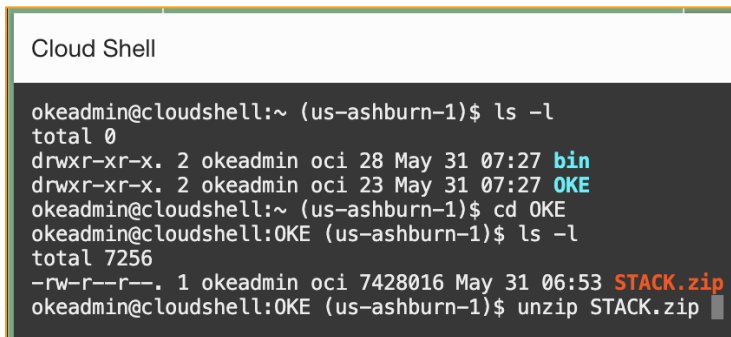 Cloud Shell
okeadmin@cloudshell:~ (us-ashburn-1)$ ls -l
total 0
drwxr-xr-x. 2 okeadmin oci 28 May 31 07:27 bin
drwxr-xr-x. 2 okeadmin oci 23 May 31 07:27 OKE
okeadmin@cloudshell:~ (us-ashburn-1)$ cd OKE
okeadmin@cloudshell:OKE (us-ashburn-1)$ ls -l
total 7256
-rw-r--r--. 1 okeadmin oci 7428016 May 31 06:53 STACK.zip
okeadmin@cloudshell:OKE (us-ashburn-1)$ unzip STACK.zip